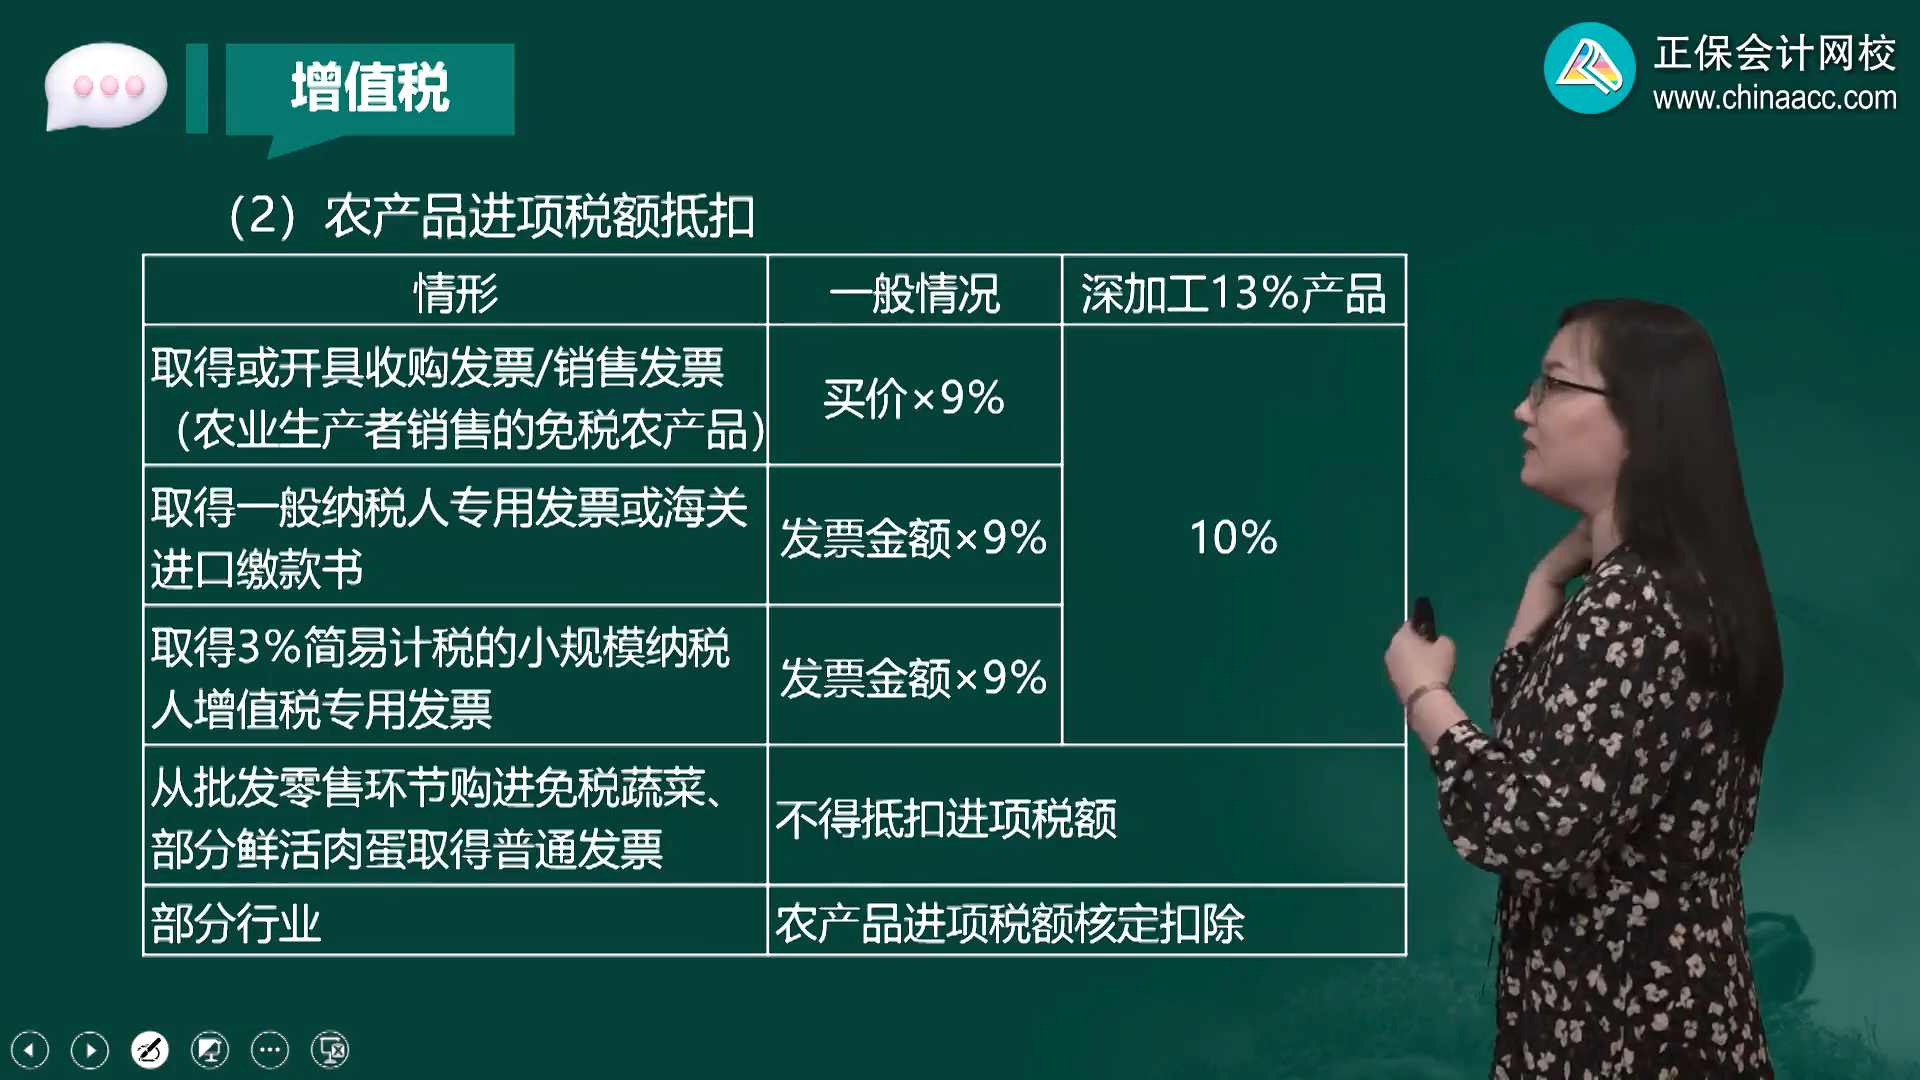 增值税
正保会计网校
www.chinaacc.com
（2）农产品进项税额抵扣
情形
一般情况
深加工13%产品
取得或开具收购发票/销售发票
（农业生产者销售的免税农产品）
买价×9%
取得一般纳税人专用发票或海关
进口缴款书
发票金额×9%
10%
取得3%简易计税的小规模纳税
人增值税专用发票
发票金额×9%
从批发零售环节购进免税蔬菜、
部分鲜活肉蛋取得普通发票
不得抵扣进项税额
部分行业
农产品进项税额核定扣除